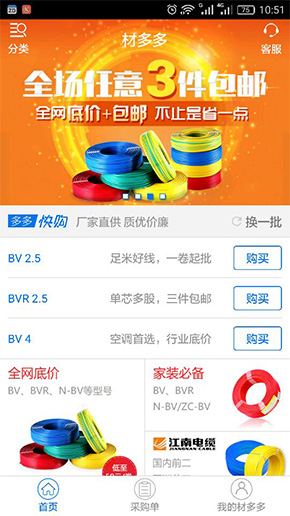 4G 4G 75 10:51
分类
材多多
客服
全场任意3件包邮
全网底价+包邮 不止是省一点
多多 快购 厂家直供 质优价廉 换一批
BV 2.5 足米好线，一卷起批 购买
BVR 2.5 单芯多股，三件包邮 购买
BV 4 空调首选，行业底价 购买
全网底价
BV、BVR、N-BV等型号
低至
家装必备
BV、BVR
N-BV/ZC-BV
江南电缆
JIANGNAN CABLE
国内前二
首页 采购单 我的材多多